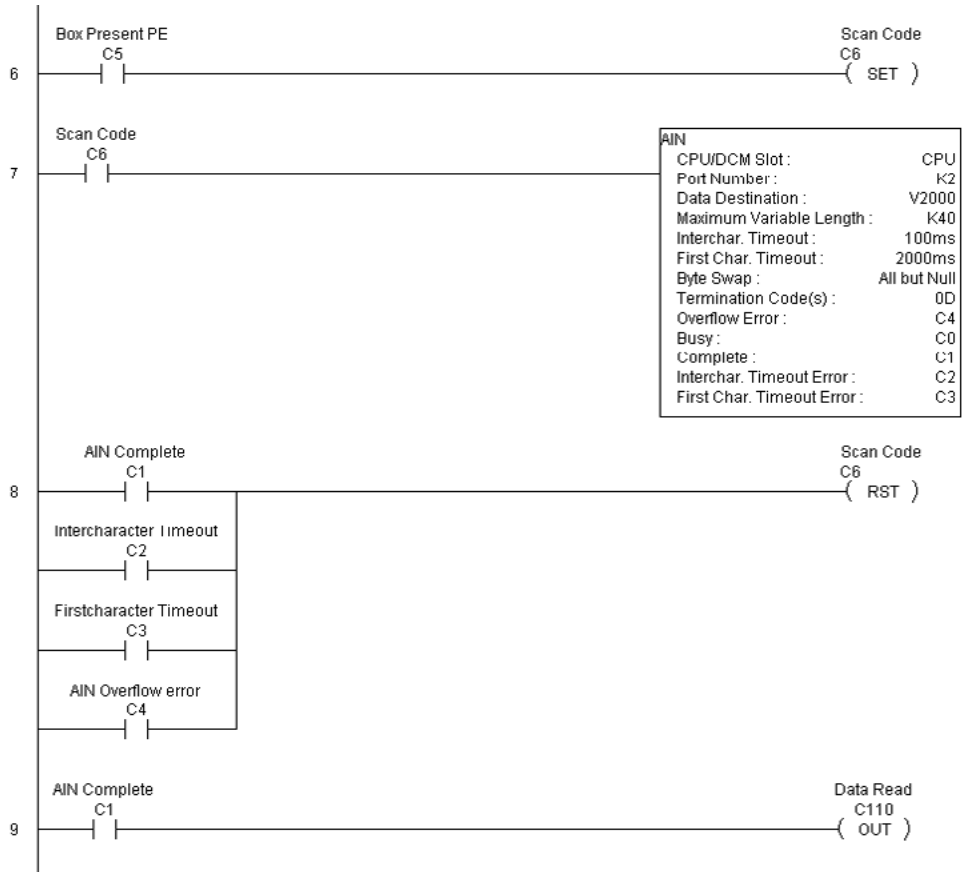 Box Present PE
Scan Code
C5
C6
6
( SET )
Scan Code
C6
7
AIN
CPU/DCM Slot : CPU
Port Number : K2
Data Destination : V2000
Maximum Variable Length : K40
Interchar. Timeout : 100ms
First Char. Timeout : 2000ms
Byte Swap : All but Null
Termination Code(s) : 0D
Overflow Error : C4
Busy : C0
Complete : C1
Interchar. Timeout Error : C2
First Char. Timeout Error : C3
AIN Complete
Scan Code
C1
C6
8
( RST )
Intercharacter Timeout
C2
Firstcharacter Timeout
C3
AIN Overflow error
C4
AIN Complete
Data Read
C1
C110
9
( OUT )